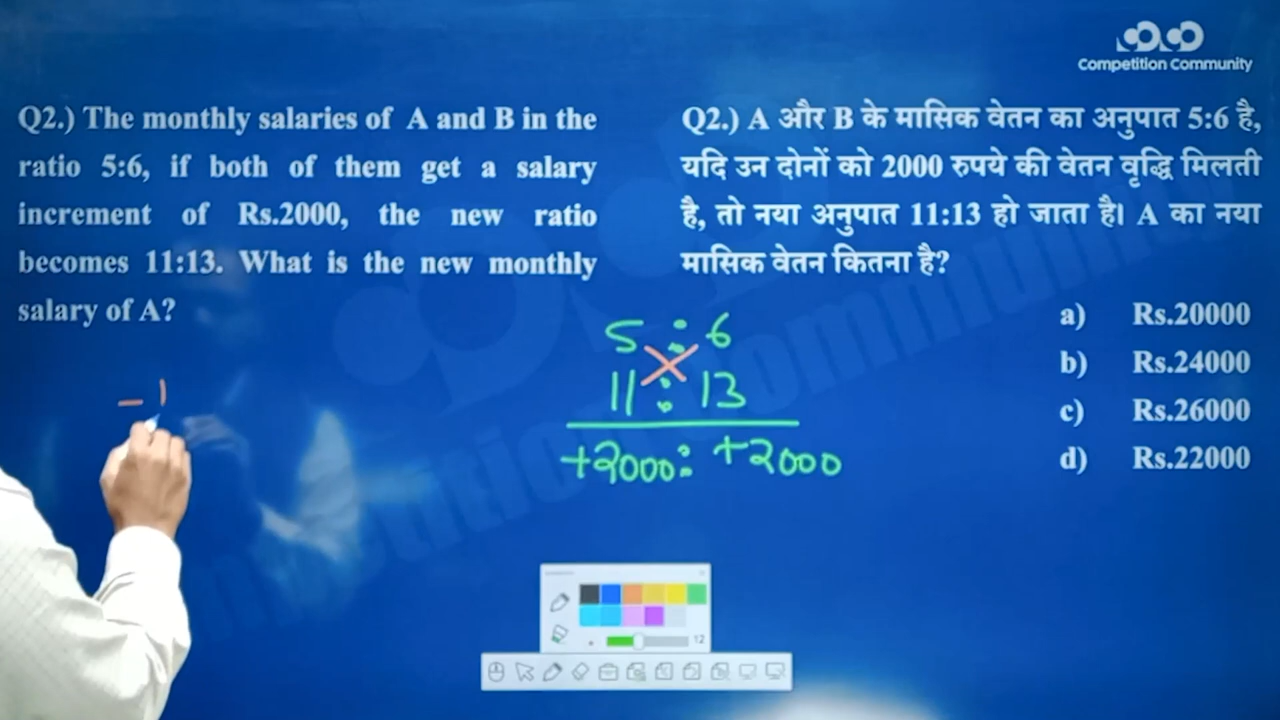 Competition Community
Q2.) The monthly salaries of A and B in the
ratio 5:6, if both of them get a salary
increment of Rs.2000, the new ratio
becomes 11:13. What is the new monthly
salary of A?
Q2.) A और B के मासिक वेतन का अनुपात 5:6 है,
यदि उन दोनों को 2000 रुपये की वेतन वृद्धि मिलती
है, तो नया अनुपात 11:13 हो जाता है। A का नया
मासिक वेतन कितना है?
a) Rs.20000
b) Rs.24000
c) Rs.26000
d) Rs.22000
5 : 6
11 : 13
+2000 : +2000
-1
12